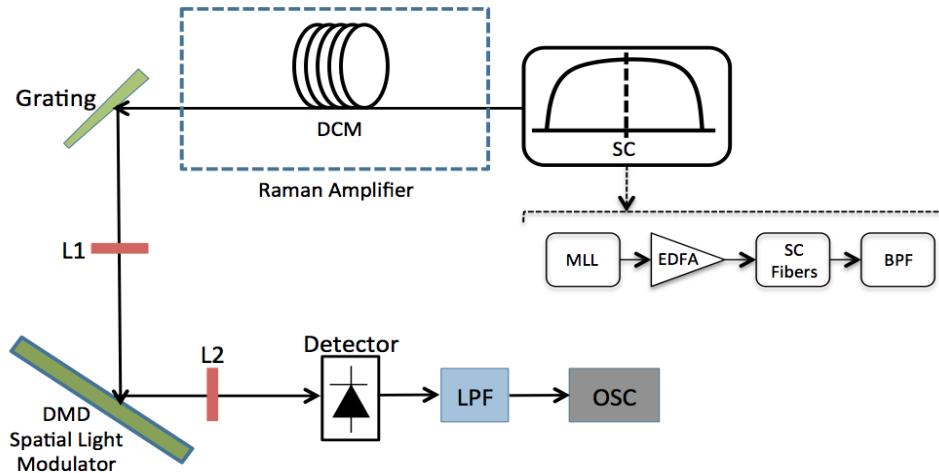 Grating
DCM
Raman Amplifier
SC
MLL
EDFA
SC
Fibers
BPF
L1
L2
Detector
LPF
OSC
DMD
Spatial Light
Modulator